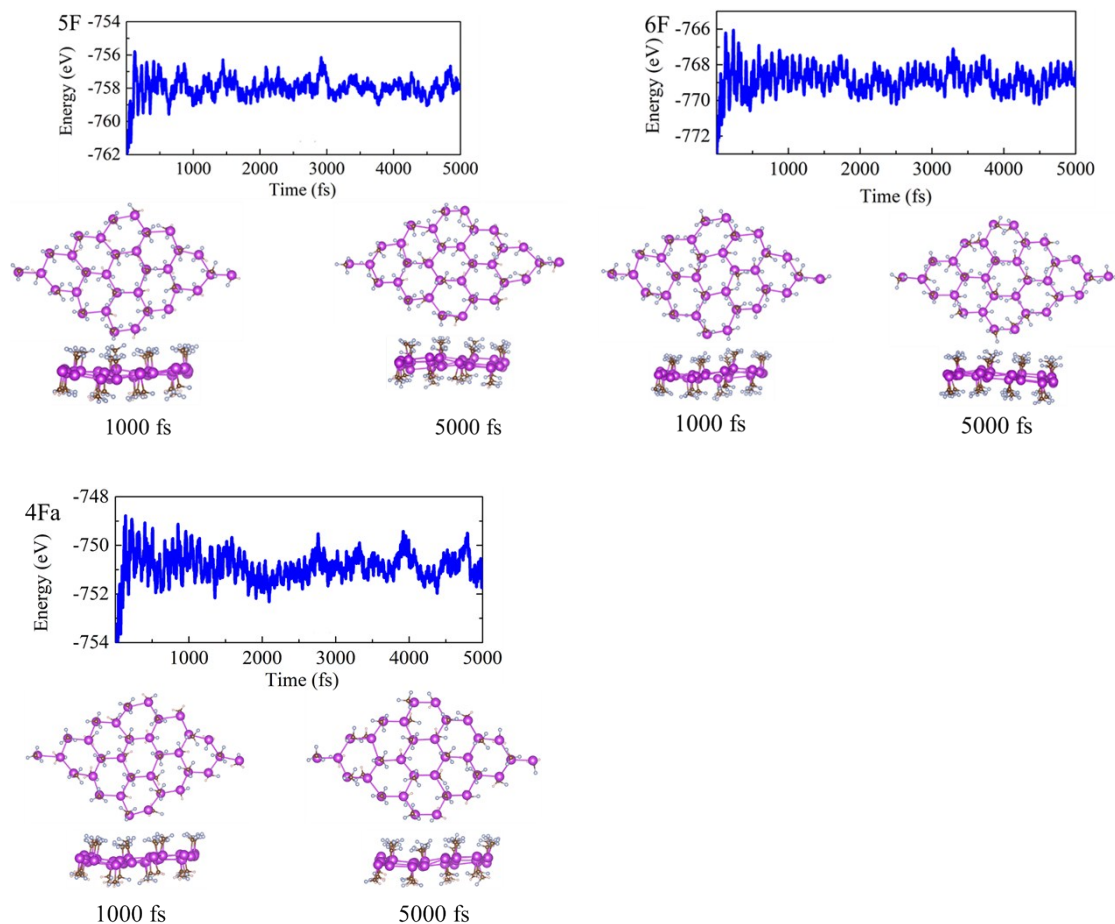 5F
Energy (eV)
-754
-756
-758
-760
-762
1000 2000 3000 4000 5000
Time (fs)
1000 fs
5000 fs
6F
Energy (eV)
-766
-768
-770
-772
0 1000 2000 3000 4000 5000
Time (fs)
1000 fs
5000 fs
4Fa
Energy (eV)
-748
-750
-752
-754
1000 2000 3000 4000 5000
Time (fs)
1000 fs
5000 fs